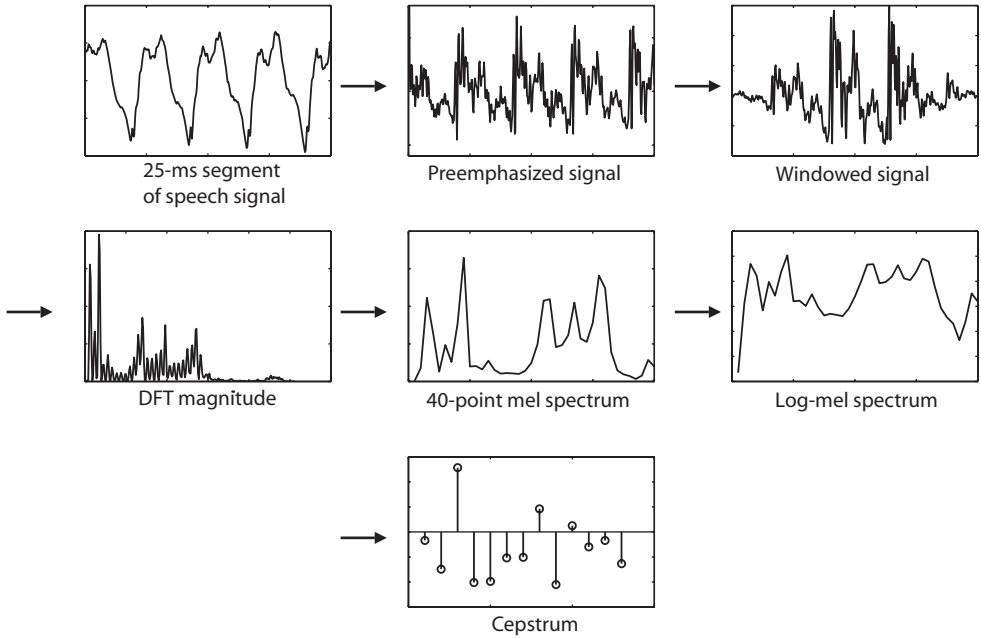 25-ms segment
of speech signal
Preemphasized signal
Windowed signal
DFT magnitude
40-point mel spectrum
Log-mel spectrum
Cepstrum